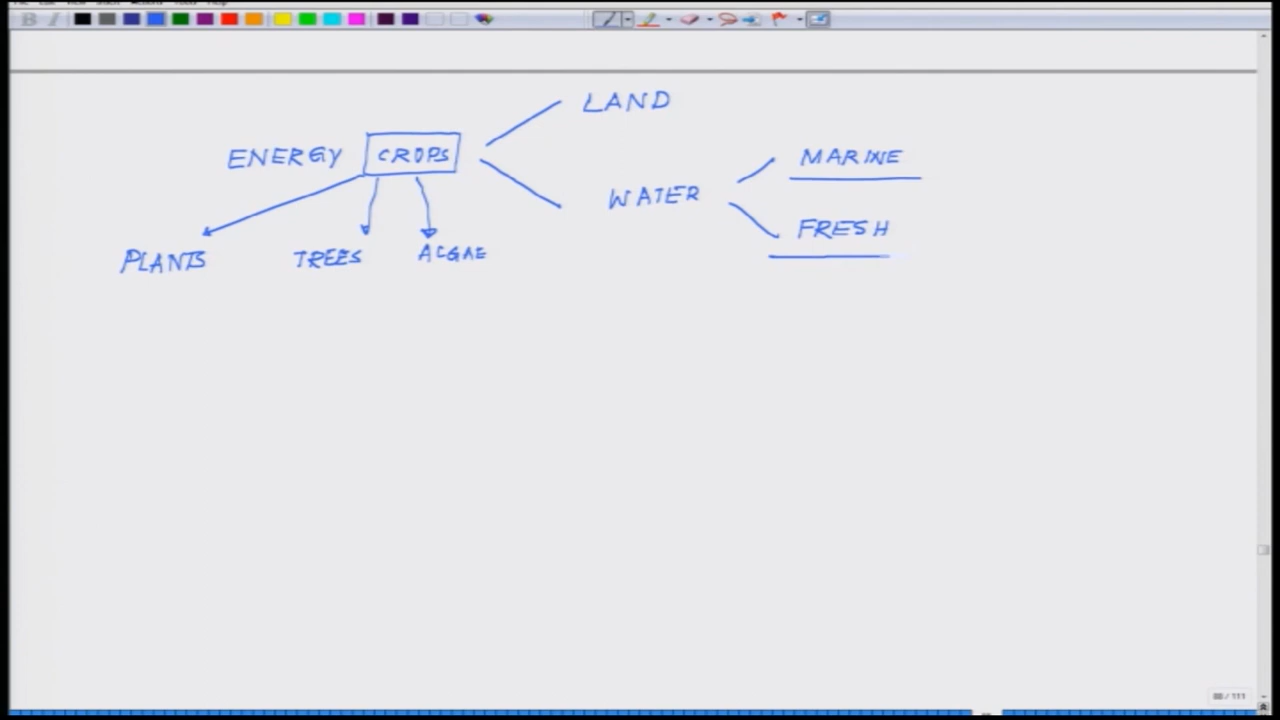 LAND
ENERGY CROPS
MARINE
WATER
FRESH
PLANTS TREES ALGAE